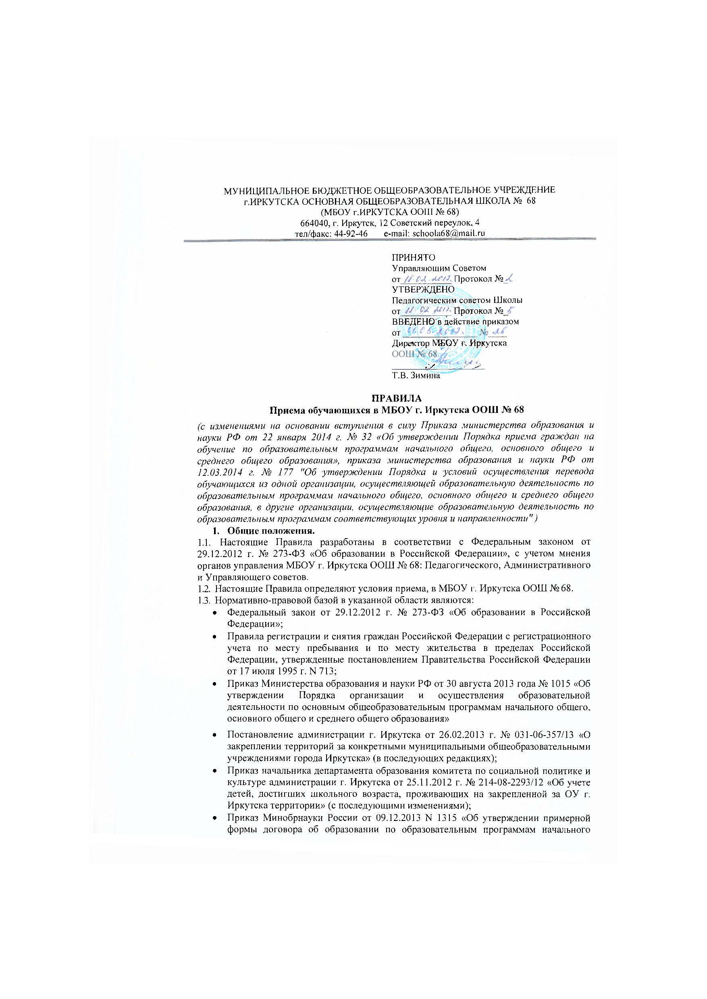 МУНИЦИПАЛЬНОЕ БЮДЖЕТНОЕ ОБЩЕОБРАЗОВАТЕЛЬНОЕ УЧРЕЖДЕНИЕ
г.ИРКУТСКА ОСНОВНАЯ ОБЩЕОБРАЗОВАТЕЛЬНАЯ ШКОЛА № 68
(МБОУ г.ИРКУТСКА ООШ № 68)
664040, г. Иркутск, 12 Советский переулок, 4
тел/факс: 44-92-46 e-mail: schoola68@mail.ru
ПРИНЯТО
Управляющим Советом
от 18.02.2017. Протокол № 2
УТВЕРЖДЕНО
Педагогическим советом Школы
от 02 2017. Протокол № 5
ВВЕДЕНО в действие приказом
от № 26
Директор МБОУ г. Иркутска
ООШ № 68
Т.В. Зимина
ПРАВИЛА
Приема обучающихся в МБОУ г. Иркутска ООШ № 68
(с изменениями на основании вступления в силу Приказа министерства образования и
науки РФ от 22 января 2014 г. № 32 «Об утверждении Порядка приема граждан на
обучение по образовательным программам начального общего, основного общего и
среднего общего образования», приказа министерства образования и науки РФ от
12.03.2014 г. № 177 "Об утверждении Порядка и условий осуществления перевода
обучающихся из одной организации, осуществляющей образовательную деятельность по
образовательным программам начального общего, основного общего и среднего общего
образования, в другие организации, осуществляющие образовательную деятельность по
образовательным программам соответствующих уровня и направленности")
1. Общие положения.
1.1. Настоящие Правила разработаны в соответствии с Федеральным законом от
29.12.2012 г. № 273-ФЗ «Об образовании в Российской Федерации», с учетом мнения
органов управления МБОУ г. Иркутска ООШ № 68: Педагогического, Административного
и Управляющего советов.
1.2. Настоящие Правила определяют условия приема, в МБОУ г. Иркутска ООШ № 68.
1.3. Нормативно-правовой базой в указанной области являются:
• Федеральный закон от 29.12.2012 г. № 273-ФЗ «Об образовании в Российской
Федерации»;
• Правила регистрации и снятия граждан Российской Федерации с регистрационного
учета по месту пребывания и по месту жительства в пределах Российской
Федерации, утвержденные постановлением Правительства Российской Федерации
от 17 июля 1995 г. N 713;
• Приказ Министерства образования и науки РФ от 30 августа 2013 года № 1015 «Об
утверждении Порядка организации и осуществления образовательной
деятельности по основным общеобразовательным программам начального общего,
основного общего и среднего общего образования»
• Постановление администрации г. Иркутска от 26.02.2013 г. № 031-06-357/13 «О
закреплении территорий за конкретными муниципальными общеобразовательными
учреждениями города Иркутска» (в последующих редакциях);
• Приказ начальника департамента образования комитета по социальной политике и
культуре администрации г. Иркутска от 25.11.2012 г. № 214-08-2293/12 «Об учете
детей, достигших школьного возраста, проживающих на закрепленной за ОУ г.
Иркутска территории» (с последующими изменениями);
• Приказ Минобрнауки России от 09.12.2013 N 1315 «Об утверждении примерной
формы договора об образовании по образовательным программам начального